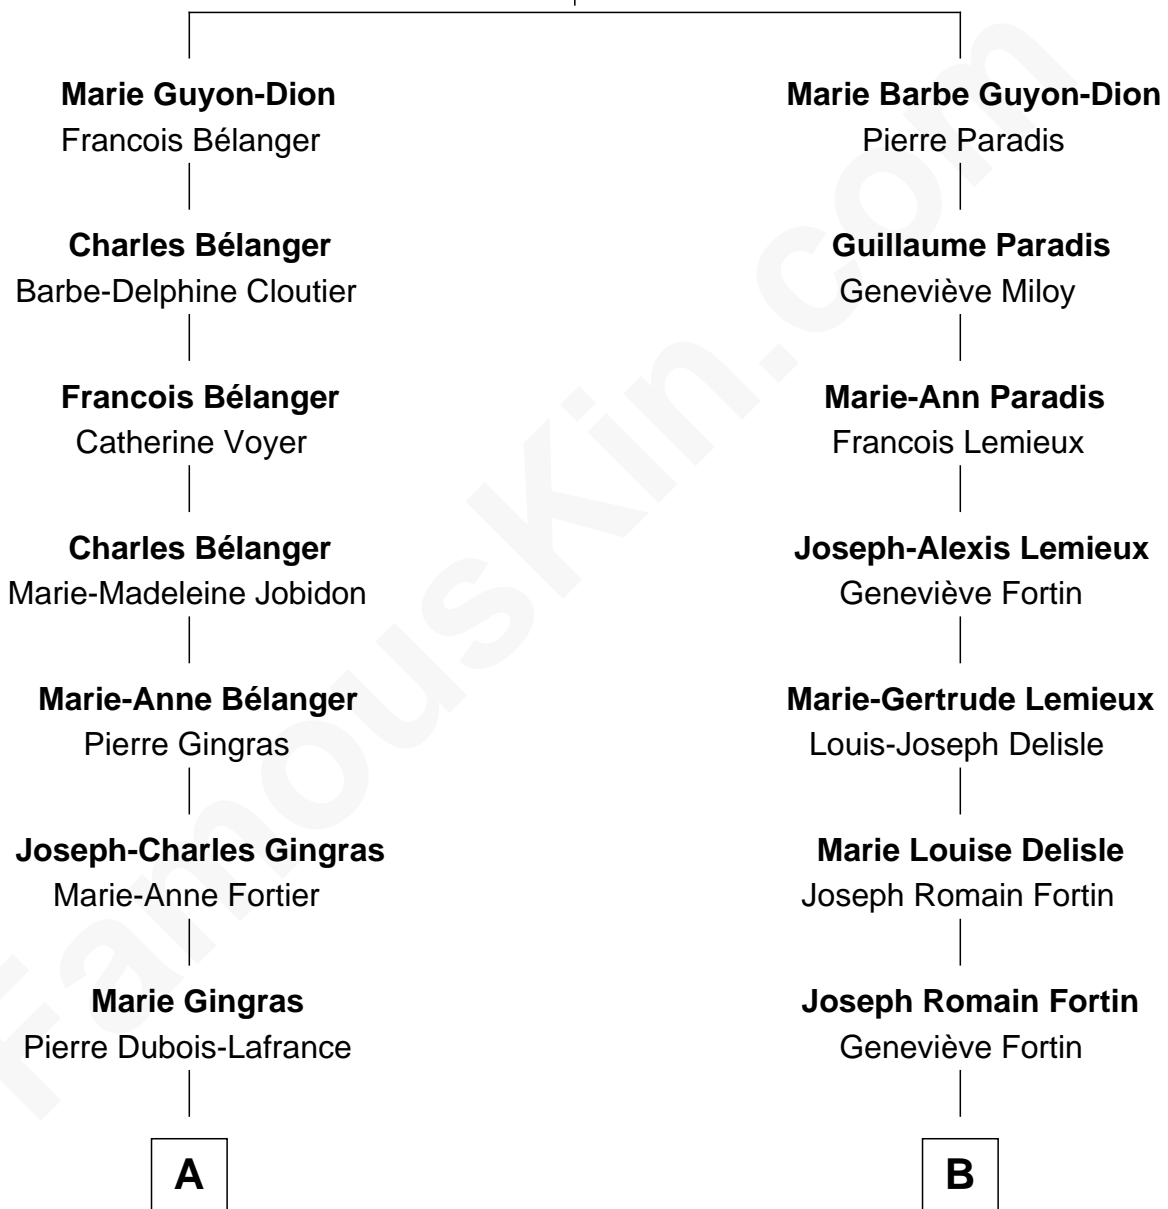 Marie Guyon-Dion
Francois Bélanger
Charles Bélanger
Barbe-Delphine Cloutier
Francois Bélanger
Catherine Voyer
Charles Bélanger
Marie-Madeleine Jobidon
Marie-Anne Bélanger
Pierre Gingras
Joseph-Charles Gingras
Marie-Anne Fortier
Marie Gingras
Pierre Dubois-Lafrance
A
Marie Barbe Guyon-Dion
Pierre Paradis
Guillaume Paradis
Geneviève Miloy
Marie-Ann Paradis
Francois Lemieux
Joseph-Alexis Lemieux
Geneviève Fortin
Marie-Gertrude Lemieux
Louis-Joseph Delisle
Marie Louise Delisle
Joseph Romain Fortin
Joseph Romain Fortin
Geneviève Fortin
B
FamousKin.com